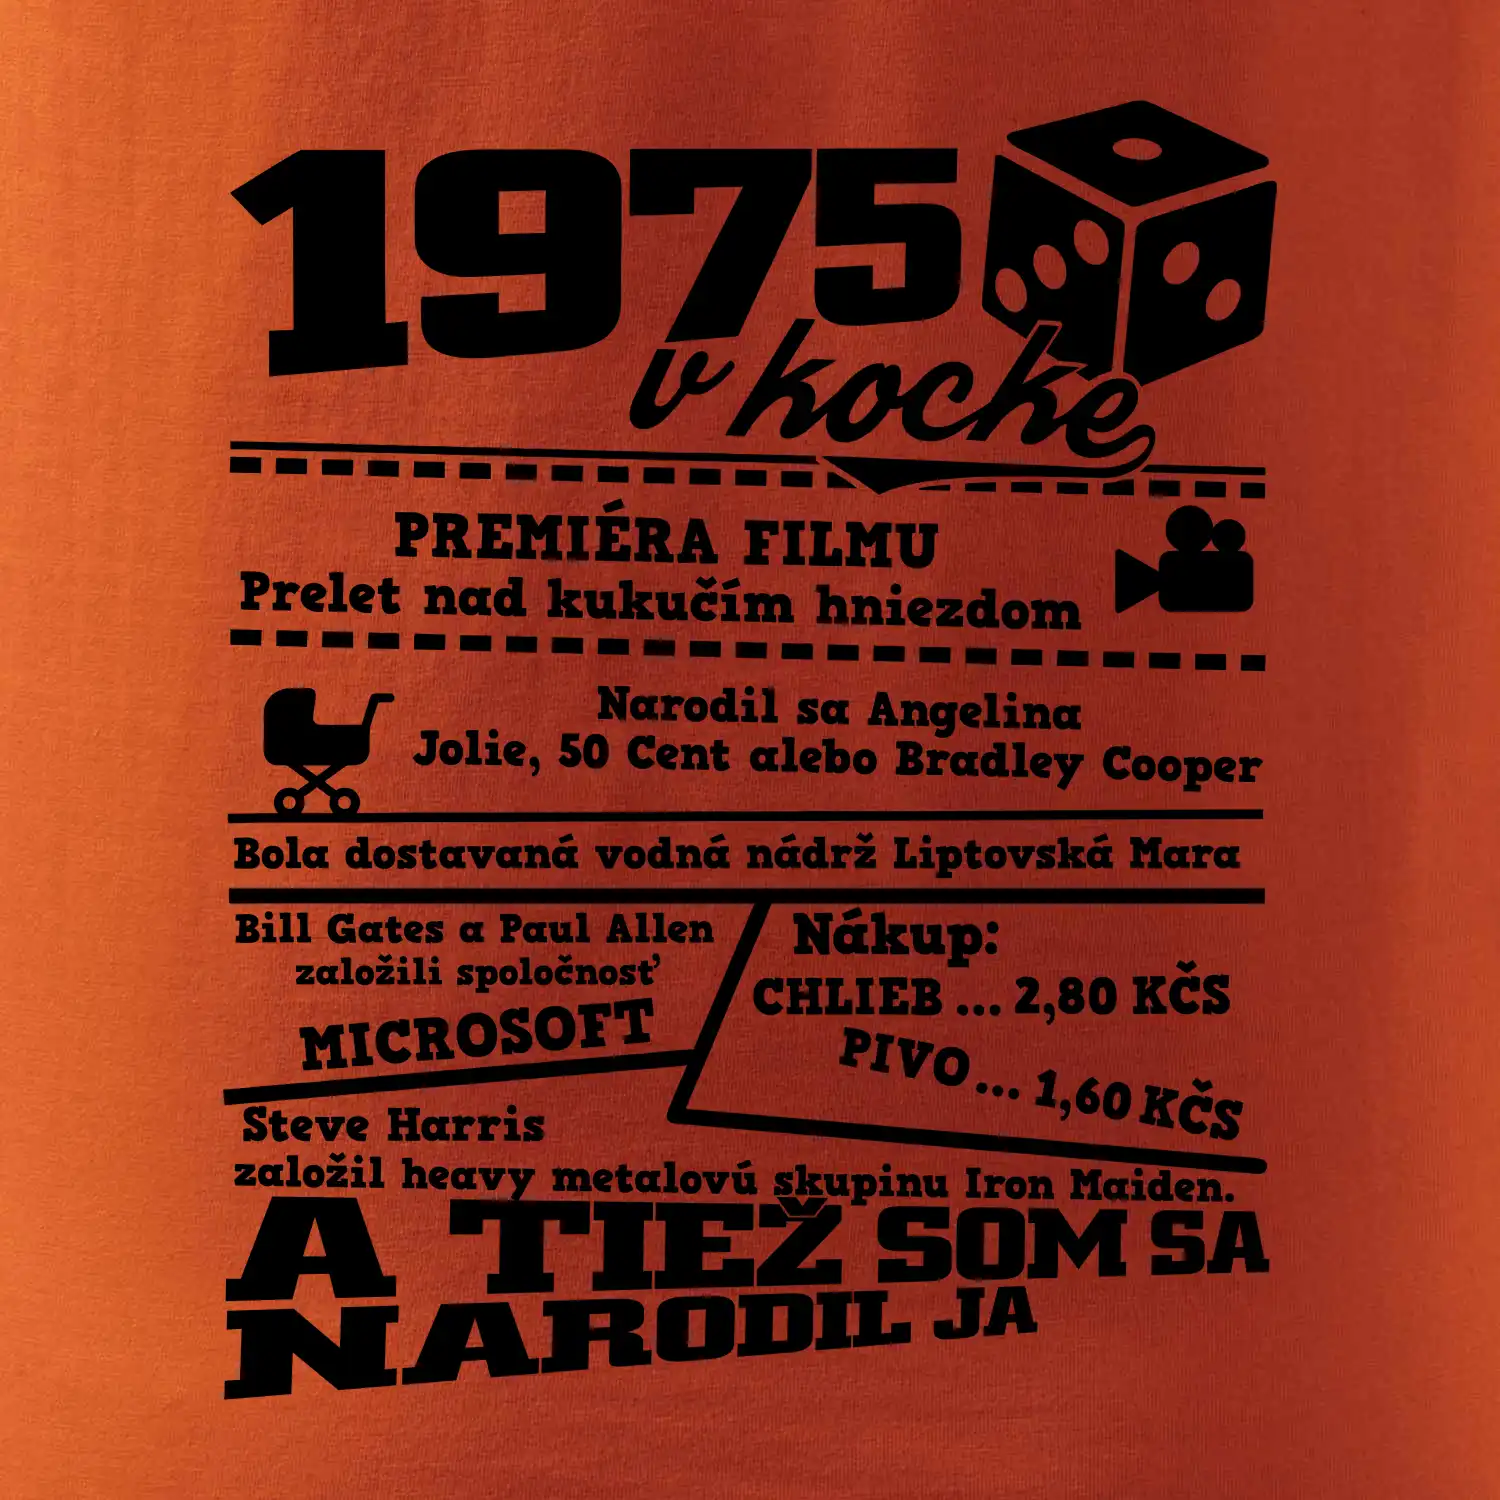 1975
v kocke
PREMIÉRA FILMU
Prelet nad kukučím hniezdom
Narodil sa Angelina
Jolie, 50 Cent alebo Bradley Cooper
Bola dostavaná vodná nádrž Liptovská Mara
Bill Gates a Paul Allen
založili spoločnosť
MICROSOFT
Nákup:
CHLIEB ... 2,80 KČS
PIVO ... 1,60 KČS
Steve Harris
založil heavy metalovú skupinu Iron Maiden.
A TIEŽ SOM SA
NARODIL JA